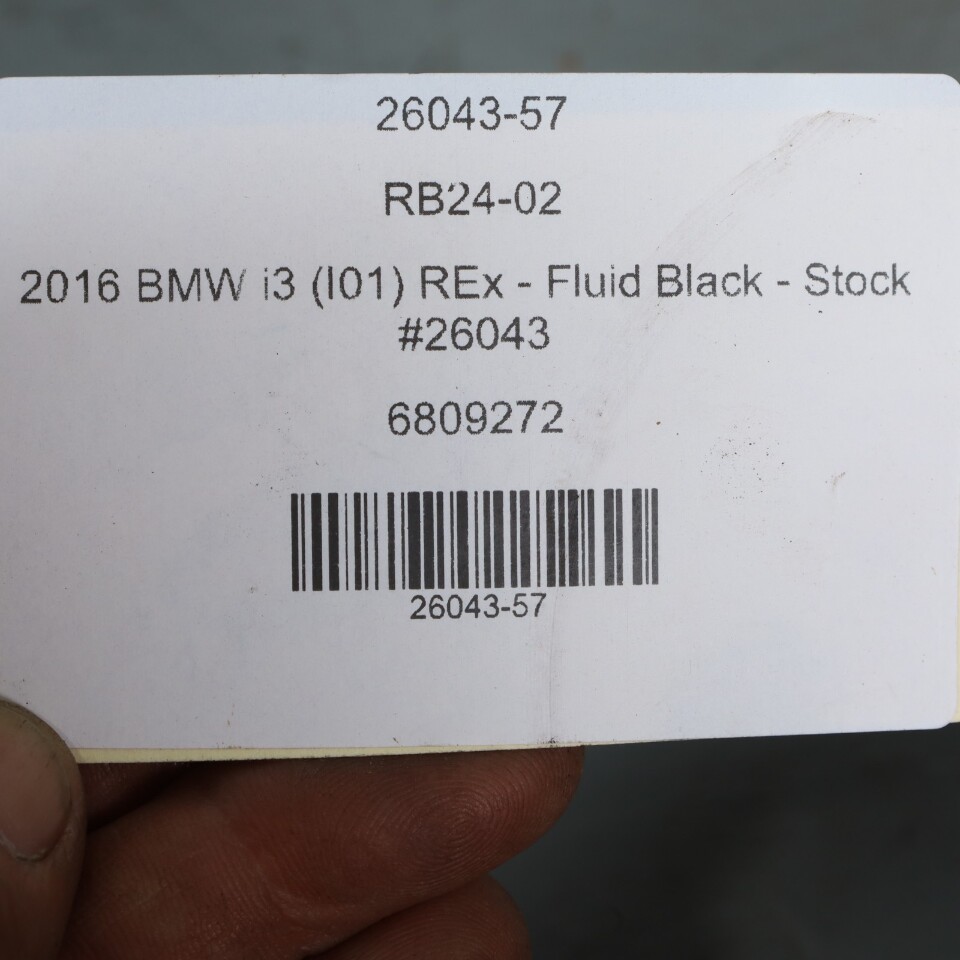 26043-57
RB24-02
2016 BMW i3 (I01) REx - Fluid Black - Stock
#26043
6809272
26043-57